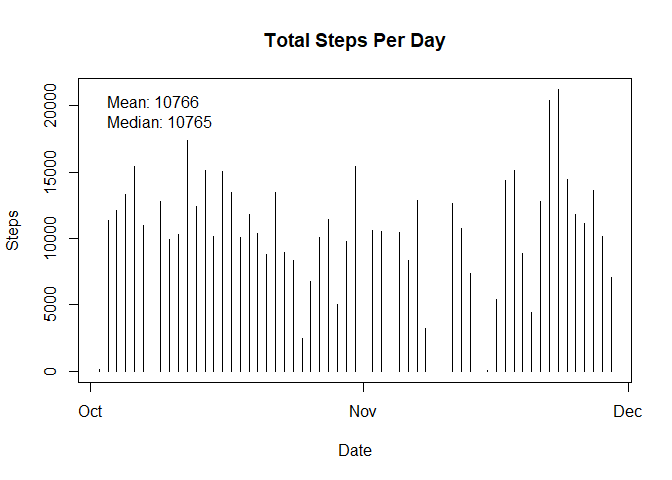 Total Steps Per Day
Mean: 10766
Median: 10765
Steps
20000
15000
10000
5000
0
Oct
Nov
Dec
Date